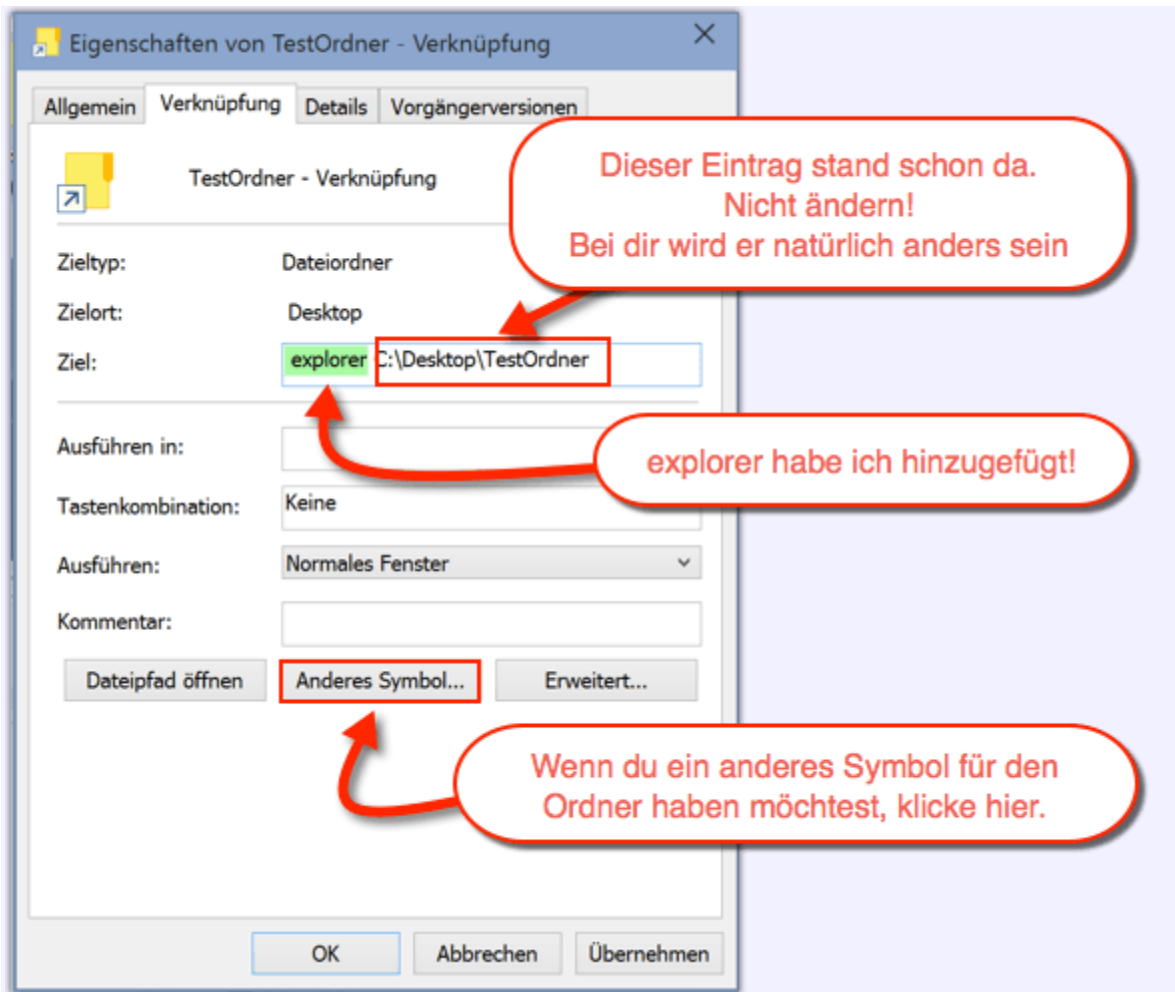 Eigenschaften von TestOrdner - Verknüpfung
Allgemein Verknüpfung Details Vorgängerversionen
TestOrdner - Verknüpfung
Dieser Eintrag stand schon da.
Nicht ändern!
Bei dir wird er natürlich anders sein
Zieltyp: Dateiordner
Zielort: Desktop
Ziel: explorer C:\Desktop\TestOrdner
explorer habe ich hinzugefügt!
Ausführen in:
Tastenkombination: Keine
Ausführen: Normales Fenster
Kommentar:
Dateipfad öffnen Anderes Symbol... Erweitert...
Wenn du ein anderes Symbol für den
Ordner haben möchtest, klicke hier.
OK Abbrechen Übernehmen